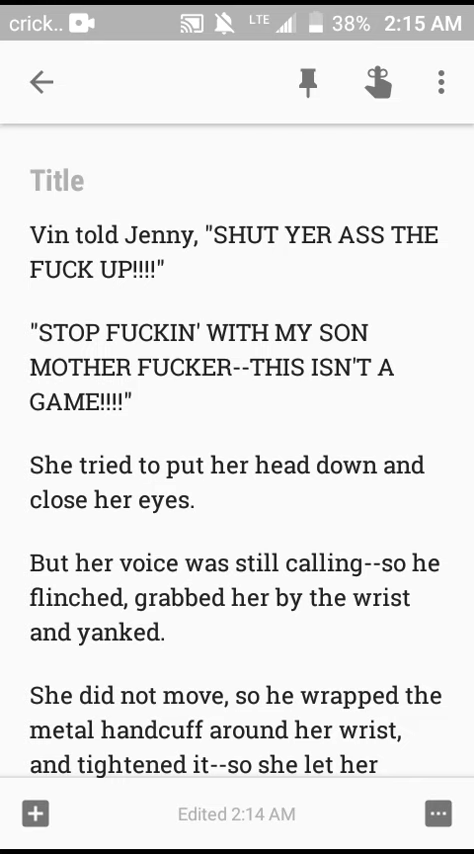 crick.. LTE 38% 2:15 AM
Title
Vin told Jenny, "SHUT YER ASS THE
FUCK UP!!!!"
"STOP FUCKIN' WITH MY SON
MOTHER FUCKER--THIS ISN'T A
GAME!!!!"
She tried to put her head down and
close her eyes.
But her voice was still calling--so he
flinched, grabbed her by the wrist
and yanked.
She did not move, so he wrapped the
metal handcuff around her wrist,
and tightened it--so she let her
Edited 2:14 AM